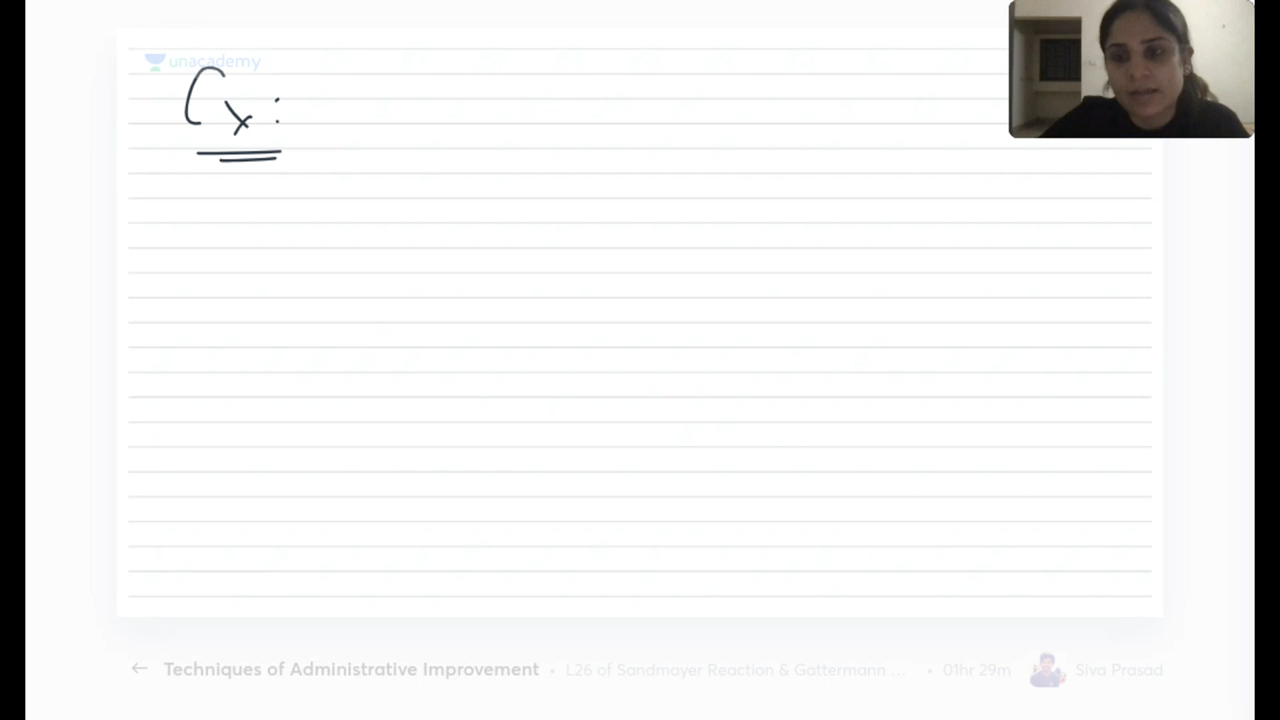 unacademy
Cx:
Techniques of Administrative Improvement • L26 of Sandmayer Reaction & Gattermann ... • 01hr 29m Siva Prasad